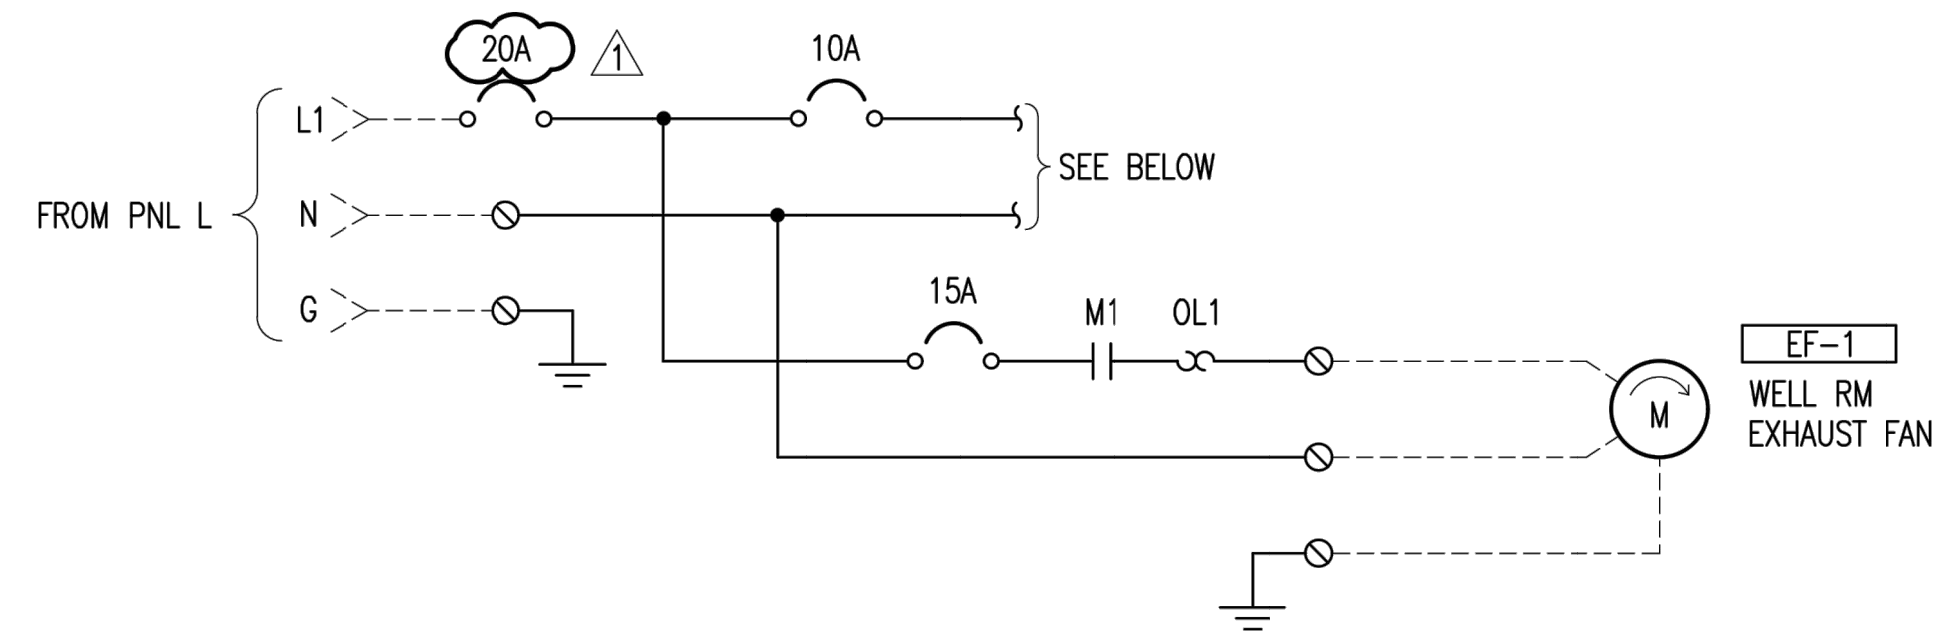 20A
1
10A
L1
SEE BELOW
FROM PNL L
N
G
15A
M1
OL1
EF-1
WELL RM
EXHAUST FAN
M